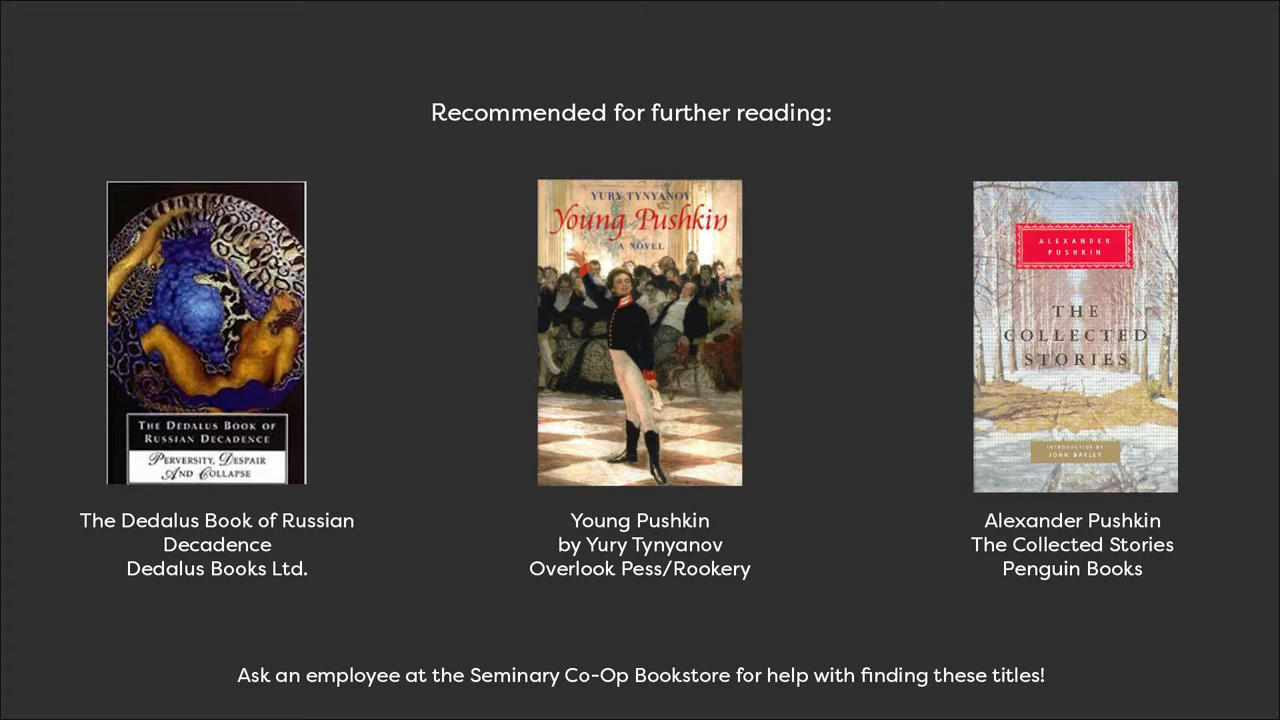 Recommended for further reading:
THE DEDALUS BOOK OF
RUSSIAN DECADENCE
PERVERSITY, DESPAIR
AND COLLAPSE
The Dedalus Book of Russian
Decadence
Dedalus Books Ltd.
YURY TYNYANOV
Young Pushkin
A NOVEL
Young Pushkin
by Yury Tynyanov
Overlook Pess/Rookery
ALEXANDER
PUSHKIN
THE
COLLECTED
STORIES
INTRODUCTION BY
JOHN BAYLEY
Alexander Pushkin
The Collected Stories
Penguin Books
Ask an employee at the Seminary Co-Op Bookstore for help with finding these titles!